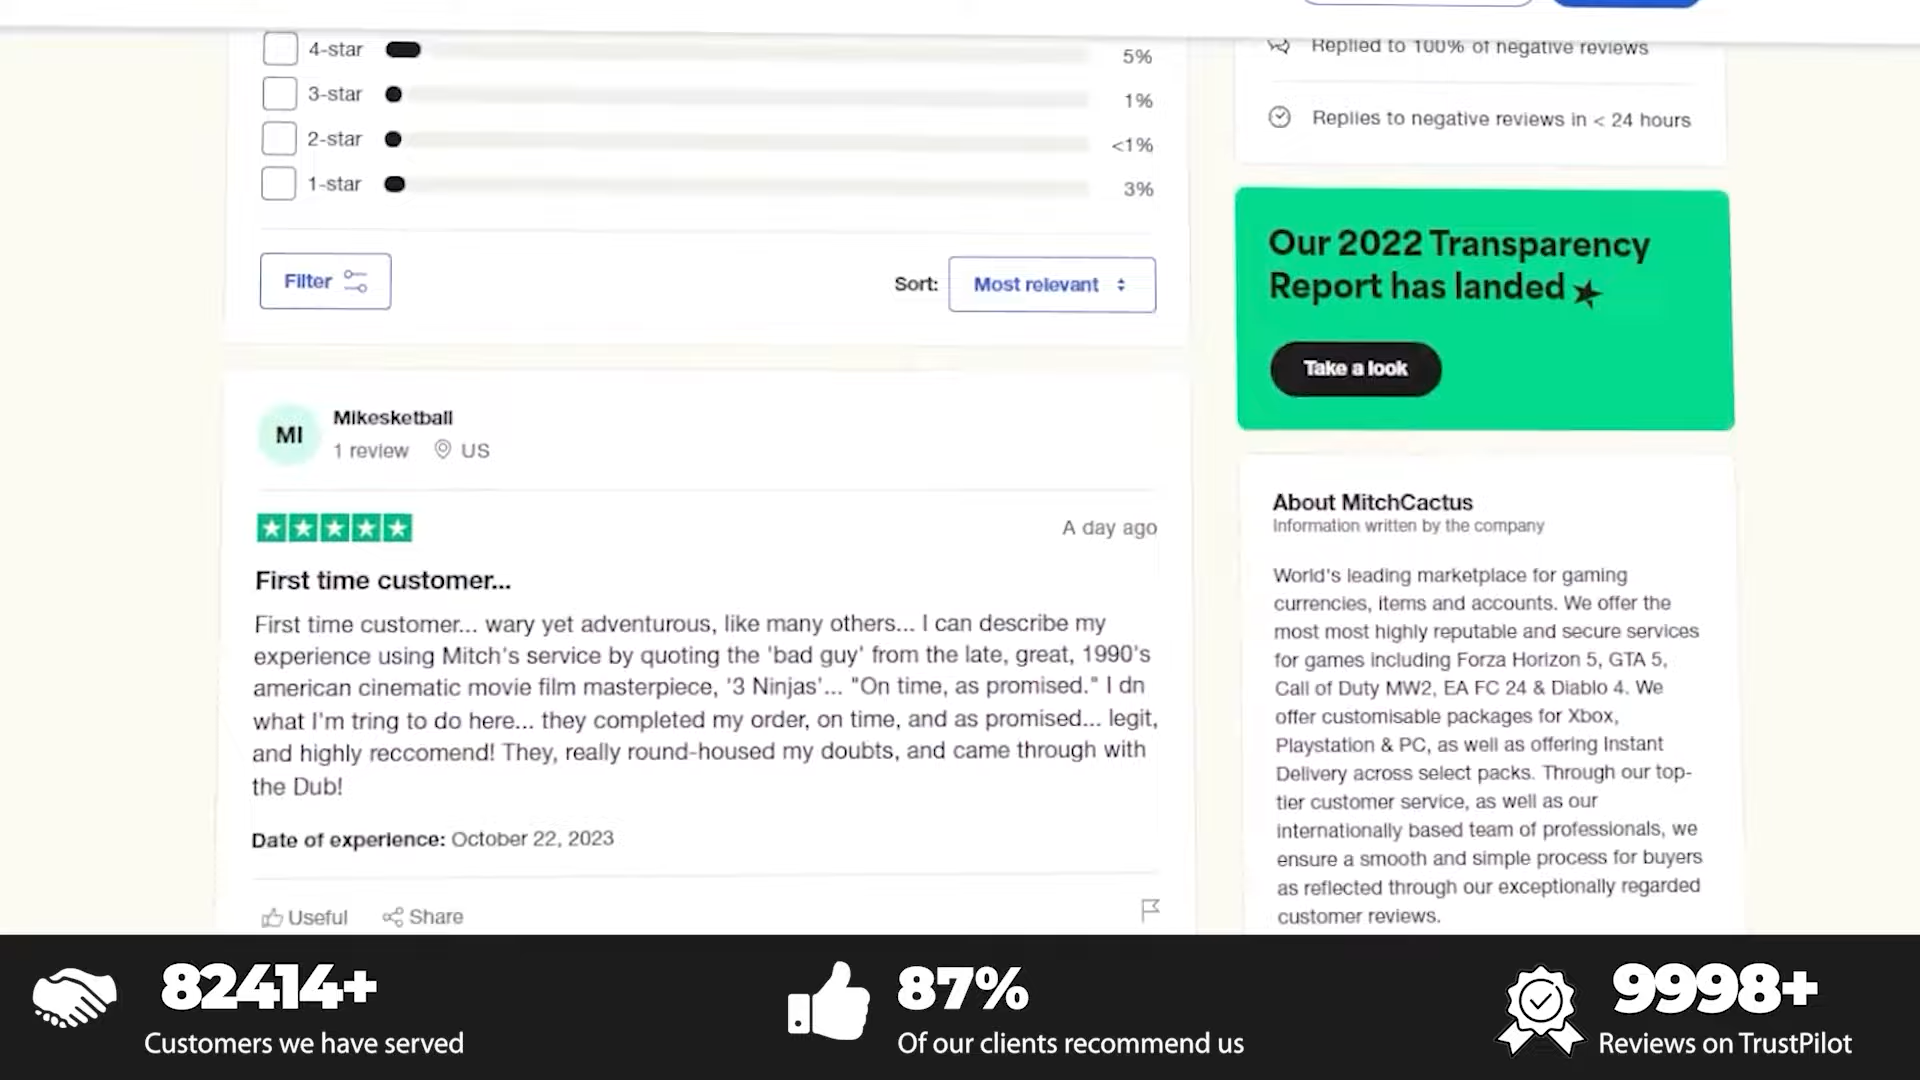 4-star 5%
3-star 1%
2-star <1%
1-star 3%
Filter
Sort: Most relevant
MI
Mikesketball
1 review US
A day ago
First time customer...
First time customer... wary yet adventurous, like many others... I can describe my
experience using Mitch's service by quoting the 'bad guy' from the late, great, 1990's
american cinematic movie film masterpiece, '3 Ninjas'... "On time, as promised." I dn
what I'm tring to do here... they completed my order, on time, and as promised... legit,
and highly reccomend! They, really round-housed my doubts, and came through with
the Dub!
Date of experience: October 22, 2023
Useful Share
Replied to 100% of negative reviews
Replies to negative reviews in < 24 hours
Our 2022 Transparency
Report has landed
Take a look
About MitchCactus
Information written by the company
World's leading marketplace for gaming
currencies, items and accounts. We offer the
most most highly reputable and secure services
for games including Forza Horizon 5, GTA 5,
Call of Duty MW2, EA FC 24 & Diablo 4. We
offer customisable packages for Xbox,
Playstation & PC, as well as offering Instant
Delivery across select packs. Through our top-
tier customer service, as well as our
internationally based team of professionals, we
ensure a smooth and simple process for buyers
as reflected through our exceptionally regarded
customer reviews.
82414+
Customers we have served
87%
Of our clients recommend us
9998+
Reviews on TrustPilot